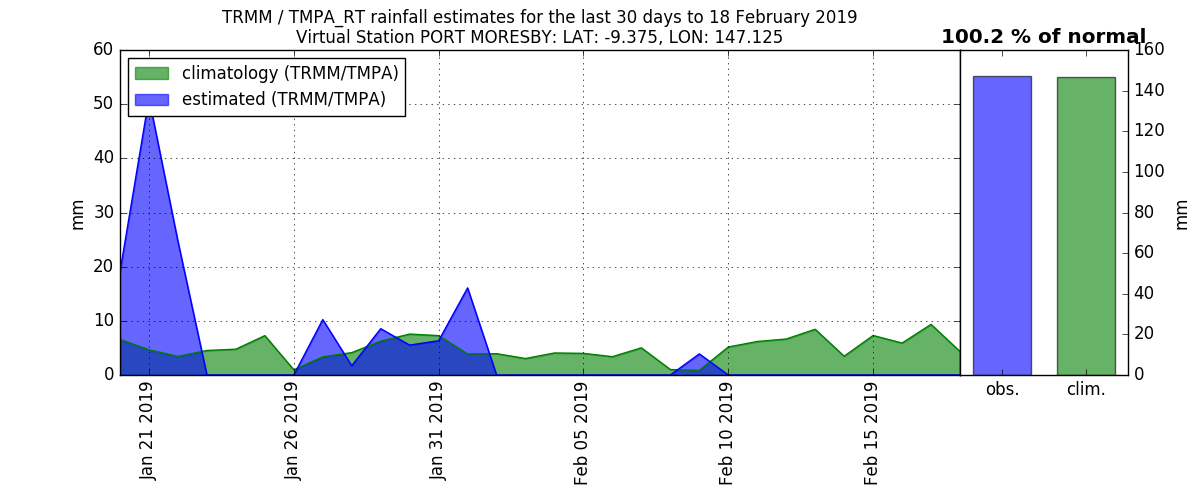 TRMM / TMPA_RT rainfall estimates for the last 30 days to 18 February 2019
Virtual Station PORT MORESBY: LAT: -9.375, LON: 147.125
100.2 % of normal
climatology (TRMM/TMPA)
estimated (TRMM/TMPA)
60
50
40
30
20
10
0
mm
Jan 21 2019
Jan 26 2019
Jan 31 2019
Feb 05 2019
Feb 10 2019
Feb 15 2019
160
140
120
100
80
60
40
20
0
mm
obs.
clim.